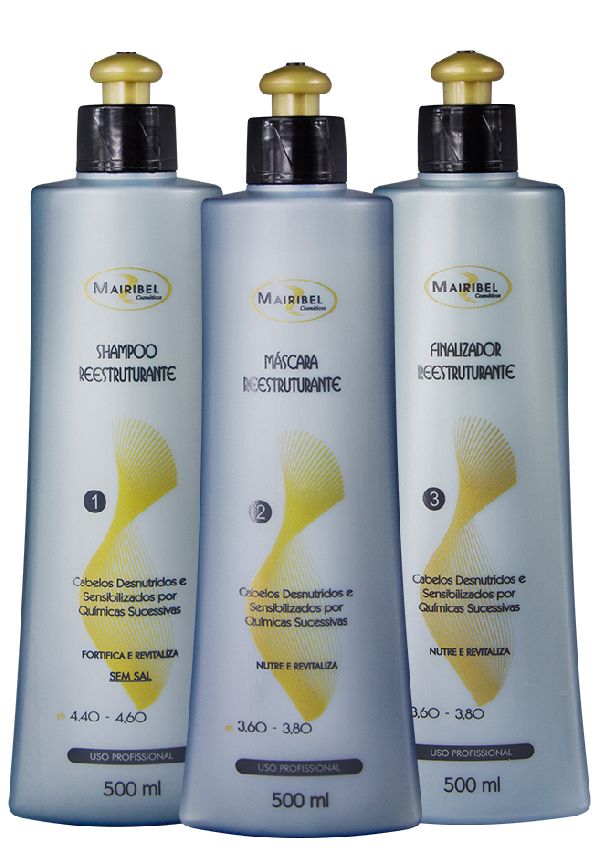 MAIRIBEL
Cosméticos
SHAMPOO
REESTRUTURANTE
1
Cabelos Desnutridos e
Sensibilizados por
Químicas Sucessivas
FORTIFICA E REVITALIZA
SEM SAL
ph 4,40 - 4,60
USO PROFISSIONAL
500 ml
MAIRIBEL
Cosméticos
MÁSCARA
REESTRUTURANTE
2
Cabelos Desnutridos e
Sensibilizados por
Químicas Sucessivas
NUTRE E REVITALIZA
ph 3,60 - 3,80
USO PROFISSIONAL
500 ml
MAIRIBEL
Cosméticos
FINALIZADOR
REESTRUTURANTE
3
Cabelos Desnutridos e
Sensibilizados por
Químicas Sucessivas
NUTRE E REVITALIZA
3,60 - 3,80
USO PROFISSIONAL
500 ml